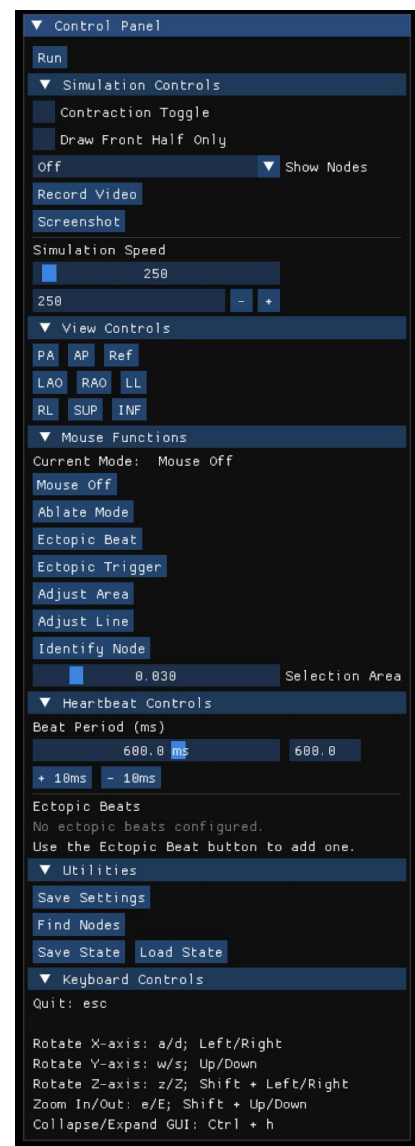 Control Panel
Run
Simulation Controls
Contraction Toggle
Draw Front Half Only
Off Show Nodes
Record Video
Screenshot
Simulation Speed
250
250 - +
View Controls
PA AP Ref
LAO RAO LL
RL SUP INF
Mouse Functions
Current Mode: Mouse Off
Mouse Off
Ablate Mode
Ectopic Beat
Ectopic Trigger
Adjust Area
Adjust Line
Identify Node
0.030 Selection Area
Heartbeat Controls
Beat Period (ms)
600.0 ms 600.0
+ 10ms - 10ms
Ectopic Beats
No ectopic beats configured.
Use the Ectopic Beat button to add one.
Utilities
Save Settings
Find Nodes
Save State Load State
Keyboard Controls
Quit: esc
Rotate X-axis: a/d; Left/Right
Rotate Y-axis: w/s; Up/Down
Rotate Z-axis: z/Z; Shift + Left/Right
Zoom In/Out: e/E; Shift + Up/Down
Collapse/Expand GUI: Ctrl + h